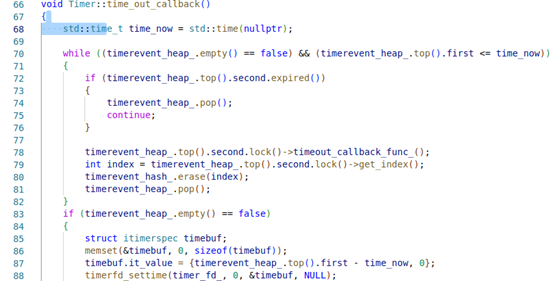 66 void Timer::time_out_callback()
67 {
68 std::time_t time_now = std::time(nullptr);
69
70 while ((timerevent_heap_.empty() == false) && (timerevent_heap_.top().first <= time_now))
71 {
72 if (timerevent_heap_.top().second.expired())
73 {
74 timerevent_heap_.pop();
75 continue;
76 }
77
78 timerevent_heap_.top().second.lock()->timeout_callback_func_();
79 int index = timerevent_heap_.top().second.lock()->get_index();
80 timerevent_hash_.erase(index);
81 timerevent_heap_.pop();
82 }
83 if (timerevent_heap_.empty() == false)
84 {
85 struct itimerspec timebuf;
86 memset(&timebuf, 0, sizeof(timebuf));
87 timebuf.it_value = {timerevent_heap_.top().first - time_now, 0};
88 timerfd_settime(timer_fd_, 0, &timebuf, NULL);